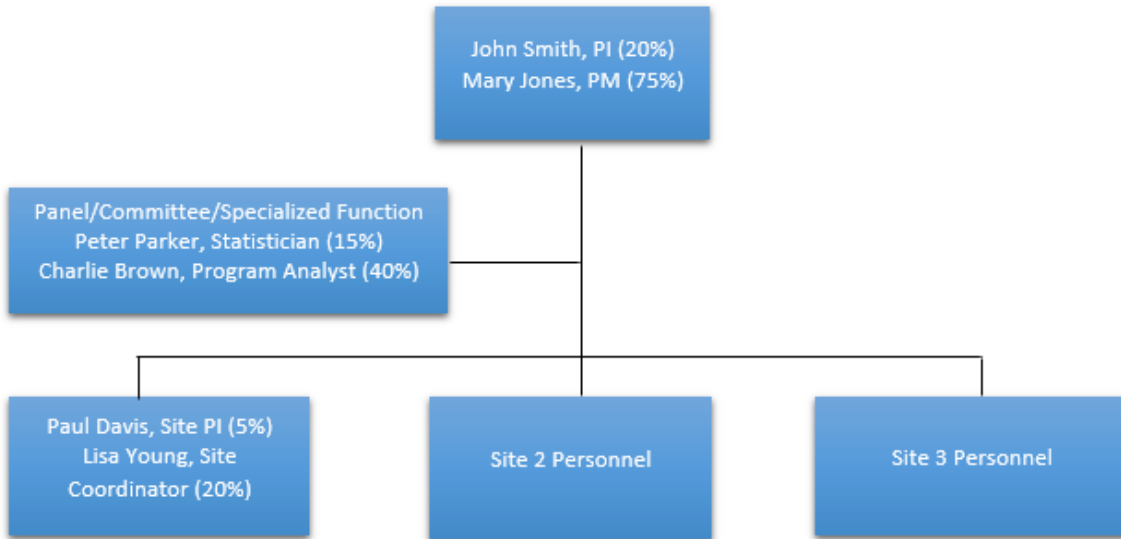 John Smith, PI (20%)
Mary Jones, PM (75%)
Panel/Committee/Specialized Function
Peter Parker, Statistician (15%)
Charlie Brown, Program Analyst (40%)
Paul Davis, Site PI (5%)
Lisa Young, Site
Coordinator (20%)
Site 2 Personnel
Site 3 Personnel